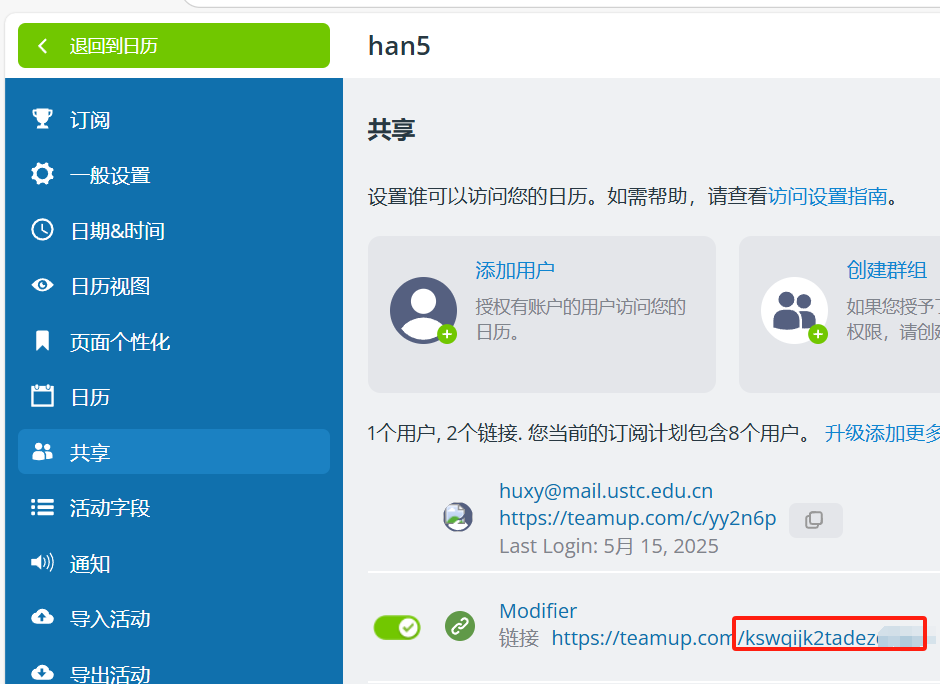 退回到日历
han5
订阅
一般设置
日期&时间
日历视图
页面个性化
日历
共享
活动字段
通知
导入活动
导出活动
共享
设置谁可以访问您的日历。如需帮助，请查看访问设置指南。
添加用户
授权有账户的用户访问您的
日历。
创建群组
如果您授予了
权限，请创建
1个用户, 2个链接. 您当前的订阅计划包含8个用户。 升级添加更多
huxy@mail.ustc.edu.cn
https://teamup.com/c/yy2n6p
Last Login: 5月 15, 2025
Modifier
链接 https://teamup.com/kswqijk2tadez